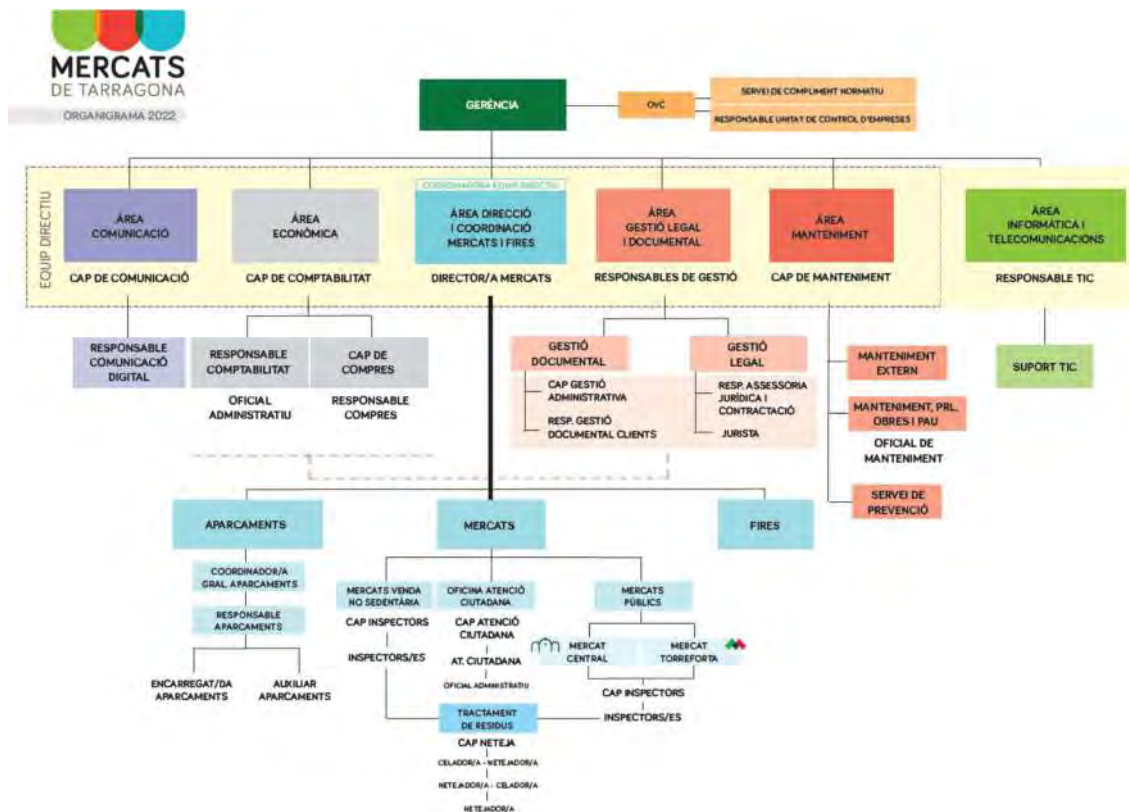 MERCATS
DE TARRAGONA
ORGANIGRAMA 2022
GERÈNCIA
OVC
SERVEI DE COMPLIMENT NORMATIU
RESPONSABLE UNITAT DE CONTROL D'EMPRESES
EQUIP DIRECTIU
COORDINADORA EQUIP DIRECTIU
ÀREA
COMUNICACIÓ
CAP DE COMUNICACIÓ
ÀREA
ECONÒMICA
CAP DE COMPTABILITAT
ÀREA DIRECCIÓ
I COORDINACIÓ
MERCATS I FIRES
DIRECTOR/A MERCATS
ÀREA
GESTIÓ LEGAL
I DOCUMENTAL
RESPONSABLES DE GESTIÓ
ÀREA
MANTENIMENT
CAP DE MANTENIMENT
ÀREA
INFORMÀTICA I
TELECOMUNICACIONS
RESPONSABLE TIC
RESPONSABLE
COMUNICACIÓ
DIGITAL
RESPONSABLE
COMPTABILITAT
OFICIAL
ADMINISTRATIU
CAP DE
COMPRES
RESPONSABLE
COMPRES
GESTIÓ
DOCUMENTAL
CAP GESTIÓ
ADMINISTRATIVA
RESP. GESTIÓ
DOCUMENTAL CLIENTS
GESTIÓ
LEGAL
RESP. ASSESSORIA
JURÍDICA I
CONTRACTACIÓ
JURISTA
MANTENIMENT
EXTERN
MANTENIMENT, PRL,
OBRES I PAU
OFICIAL DE
MANTENIMENT
SERVEI DE
PREVENCIÓ
SUPORT TIC
APARCAMENTS
MERCATS
FIRES
COORDINADOR/A
GRAL. APARCAMENTS
RESPONSABLE
APARCAMENTS
ENCARREGAT/DA
APARCAMENTS
AUXILIAR
APARCAMENTS
MERCATS VENDA
NO SEDENTÀRIA
CAP INSPECTORS
INSPECTORS/ES
OFICINA ATENCIÓ
CIUTADANA
CAP ATENCIÓ
CIUTADANA
AT. CIUTADANA
OFICIAL ADMINISTRATIU
MERCATS
PÚBLICS
MERCAT
CENTRAL
MERCAT
TORREFORTA
CAP INSPECTORS
INSPECTORS/ES
TRACTAMENT
DE RESIDUS
CAP NETEJA
CELADOR/A - NETEJADOR/A
NETEJADOR/A - CELADOR/A
NETEJADOR/A